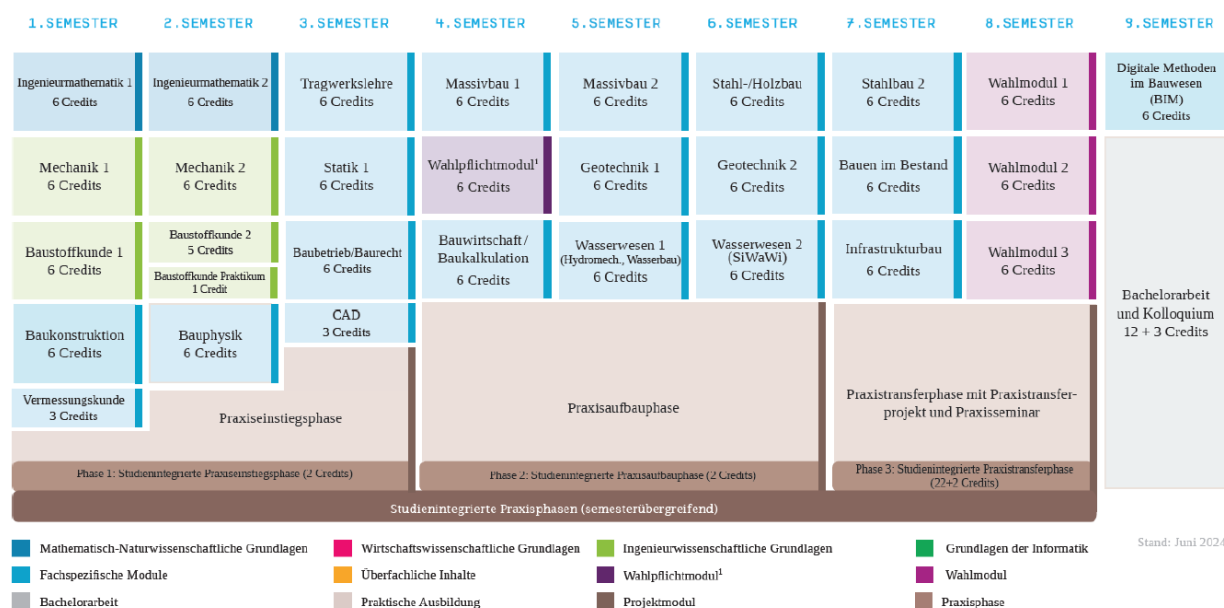 1.SEMESTER
2.SEMESTER
3.SEMESTER
4.SEMESTER
5.SEMESTER
6.SEMESTER
7.SEMESTER
8.SEMESTER
9.SEMESTER
Ingenieurmathematik 1
6 Credits
Ingenieurmathematik 2
6 Credits
Tragwerkslehre
6 Credits
Massivbau 1
6 Credits
Massivbau 2
6 Credits
Stahl-/Holzbau
6 Credits
Stahlbau 2
6 Credits
Wahlmodul 1
6 Credits
Digitale Methoden
im Bauwesen
(BIM)
6 Credits
Mechanik 1
6 Credits
Mechanik 2
6 Credits
Statik 1
6 Credits
Wahlpflichtmodul¹
6 Credits
Geotechnik 1
6 Credits
Geotechnik 2
6 Credits
Bauen im Bestand
6 Credits
Wahlmodul 2
6 Credits
Baustoffkunde 1
6 Credits
Baustoffkunde 2
5 Credits
Baustoffkunde Praktikum
1 Credit
Baubetrieb/Baurecht
6 Credits
Bauwirtschaft/
Baukalkulation
6 Credits
Wasserwesen 1
(Hydromech., Wasserbau)
6 Credits
Wasserwesen 2
(SiWaWi)
6 Credits
Infrastrukturbau
6 Credits
Wahlmodul 3
6 Credits
Bachelorarbeit
und Kolloquium
12 + 3 Credits
Baukonstruktion
6 Credits
Bauphysik
6 Credits
CAD
3 Credits
Vermessungskunde
3 Credits
Praxiseinstiegsphase
Praxisaufbauphase
Praxistransferphase mit Praxistransfer-
projekt und Praxisseminar
Phase 1: Studienintegrierte Praxiseinstiegsphase (2 Credits)
Phase 2: Studienintegrierte Praxisaufbauphase (2 Credits)
Phase 3: Studienintegrierte Praxistransferphase
(22+2 Credits)
Studienintegrierte Praxisphasen (semesterübergreifend)
Mathematisch-Naturwissenschaftliche Grundlagen
Wirtschaftswissenschaftliche Grundlagen
Ingenieurwissenschaftliche Grundlagen
Grundlagen der Informatik
Stand: Juni 2024
Fachspezifische Module
Überfachliche Inhalte
Wahlpflichtmodul¹
Wahlmodul
Bachelorarbeit
Praktische Ausbildung
Projektmodul
Praxisphase